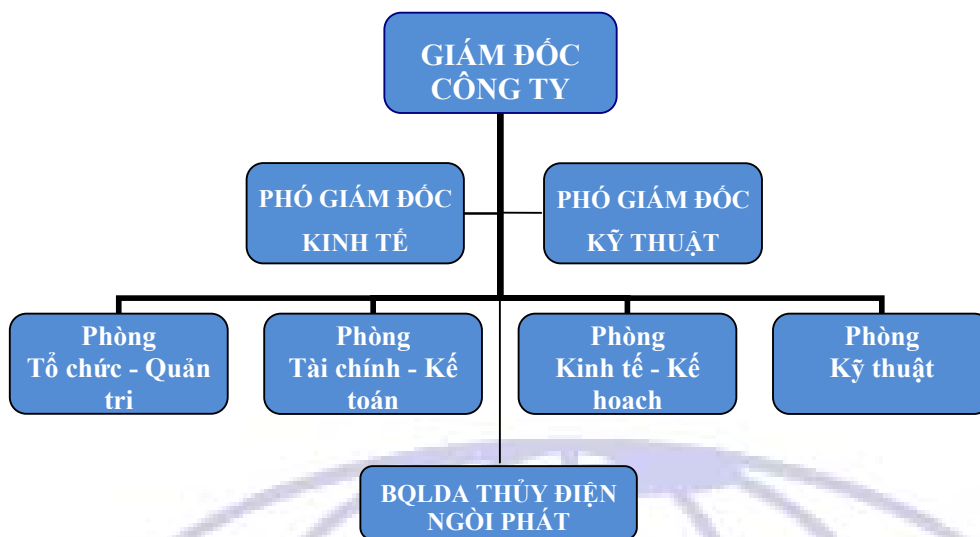 GIÁM ĐỐC
CÔNG TY
PHÓ GIÁM ĐỐC
KINH TẾ
PHÓ GIÁM ĐỐC
KỸ THUẬT
Phòng
Tổ chức - Quản
tri
Phòng
Tài chính - Kế
toán
Phòng
Kinh tế - Kế
hoach
Phòng
Kỹ thuật
BQLDA THỦY ĐIỆN
NGÒI PHÁT